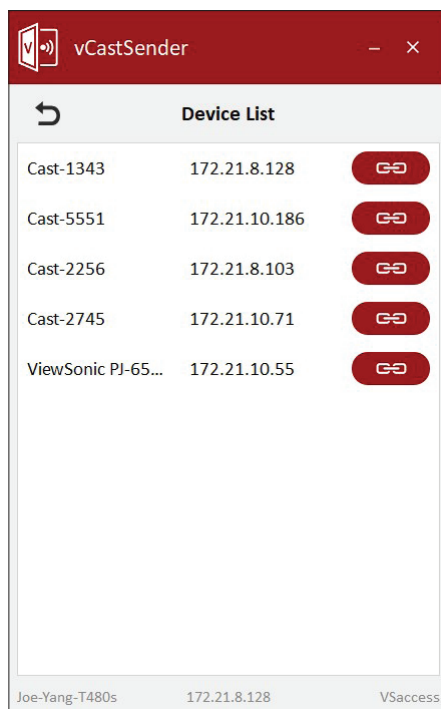 V
vCastSender
Device List
Cast-1343 172.21.8.128
Cast-5551 172.21.10.186
Cast-2256 172.21.8.103
Cast-2745 172.21.10.71
ViewSonic PJ-65... 172.21.10.55
Joe-Yang-T480s 172.21.8.128 VSaccess